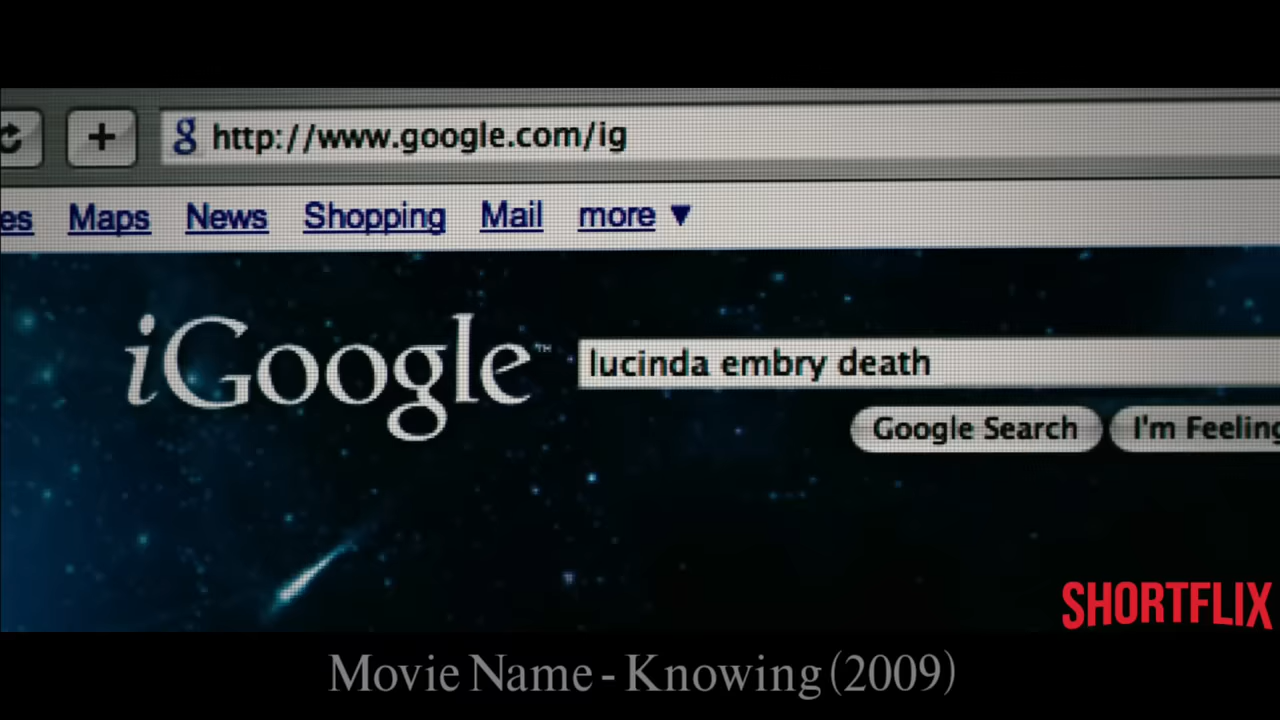 http://www.google.com/ig
es Maps News Shopping Mail more ▼
iGoogle™ lucinda embry death
Google Search I'm Feeling
SHORTFLIX
Movie Name - Knowing (2009)